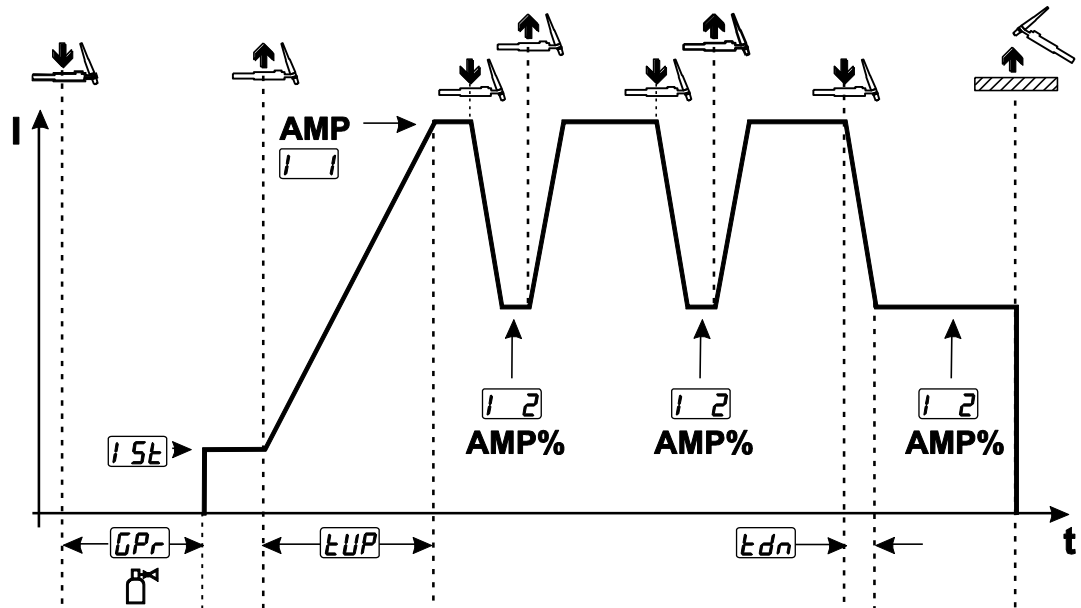 I
AMP
I 1
I 2
AMP%
I 2
AMP%
I 2
AMP%
I St
GPr
tUP
tdn
t